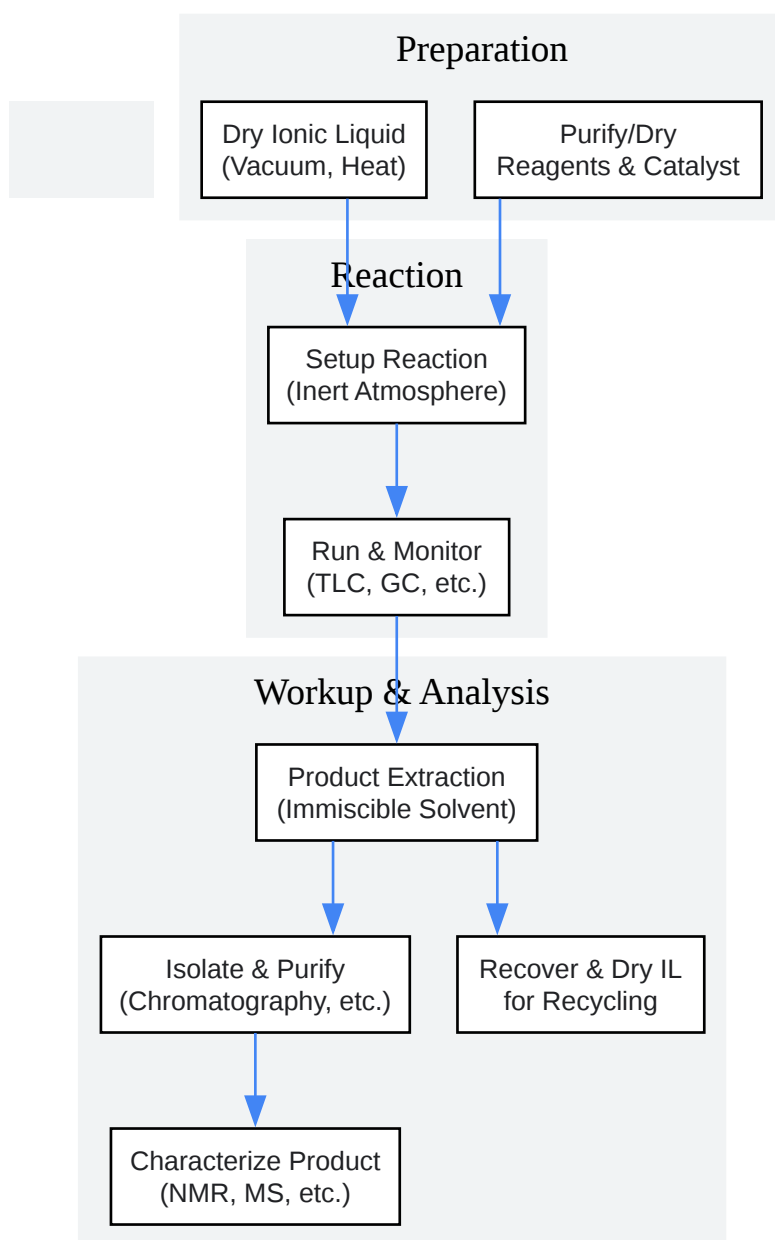 Preparation
Dry Ionic Liquid
(Vacuum, Heat)
Purify/Dry
Reagents & Catalyst
Reaction
Setup Reaction
(Inert Atmosphere)
Run & Monitor
(TLC, GC, etc.)
Workup & Analysis
Product Extraction
(Immiscible Solvent)
Isolate & Purify
(Chromatography, etc.)
Recover & Dry IL
for Recycling
Characterize Product
(NMR, MS, etc.)